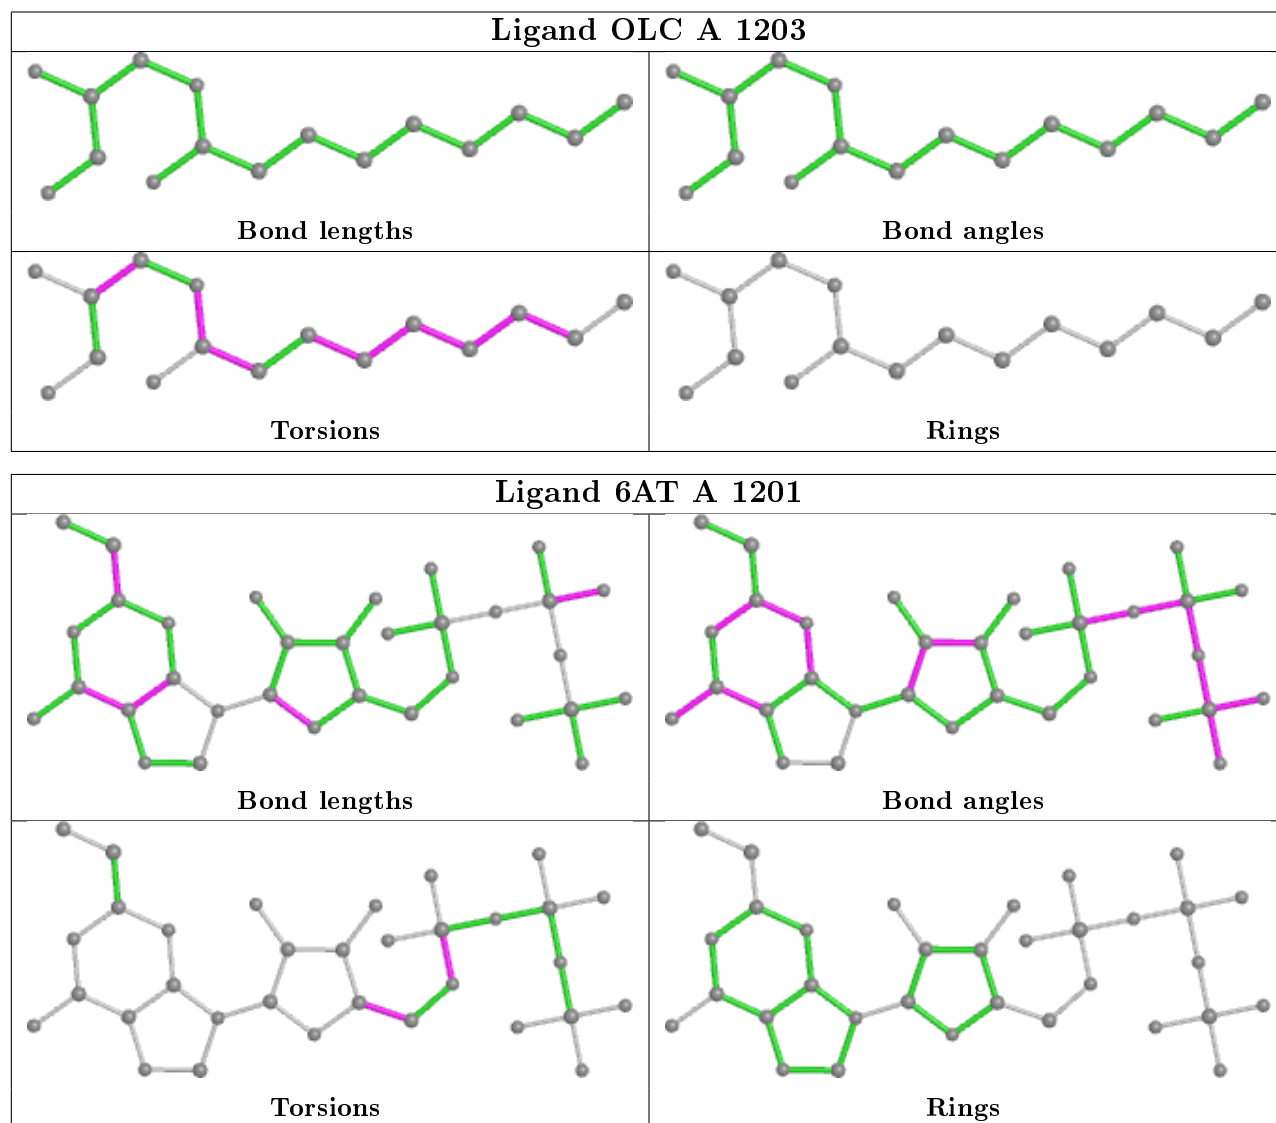 Ligand OLC A 1203
Bond lengths
Bond angles
Torsions
Rings
Ligand 6AT A 1201
Bond lengths
Bond angles
Torsions
Rings